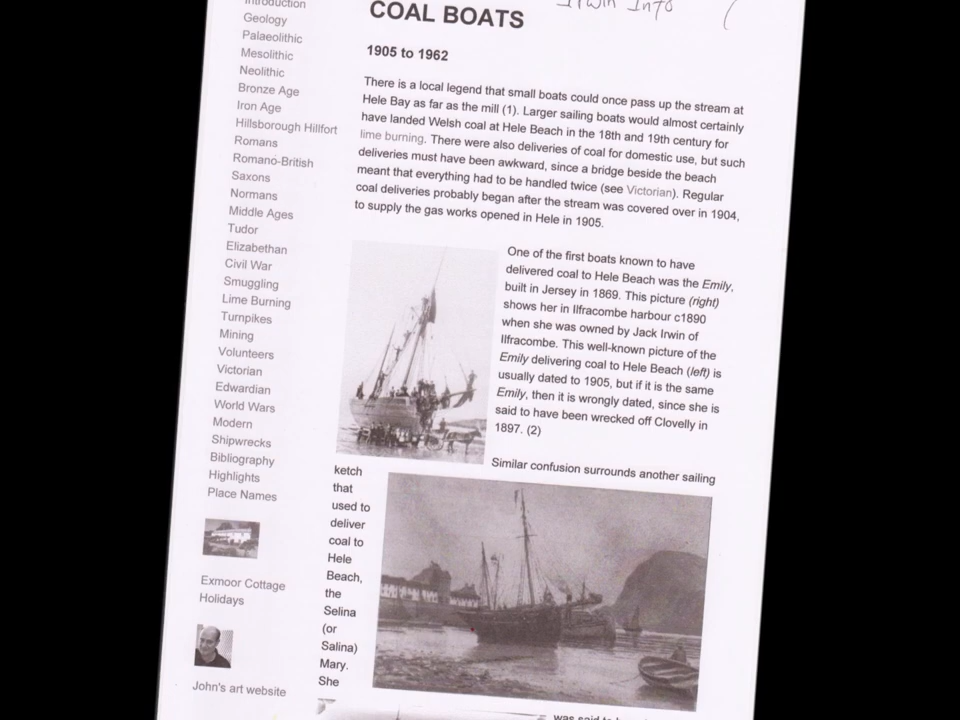 Irwin Info
COAL BOATS
1905 to 1962
There is a local legend that small boats could once pass up the stream at
Hele Bay as far as the mill (1). Larger sailing boats would almost certainly
have landed Welsh coal at Hele Beach in the 18th and 19th century for
lime burning. There were also deliveries of coal for domestic use, but such
deliveries must have been awkward, since a bridge beside the beach
meant that everything had to be handled twice (see Victorian). Regular
coal deliveries probably began after the stream was covered over in 1904,
to supply the gas works opened in Hele in 1905.
One of the first boats known to have
delivered coal to Hele Beach was the Emily,
built in Jersey in 1869. This picture (right)
shows her in Ilfracombe harbour c1890
when she was owned by Jack Irwin of
Ilfracombe. This well-known picture of the
Emily delivering coal to Hele Beach (left) is
usually dated to 1905, but if it is the same
Emily, then it is wrongly dated, since she is
said to have been wrecked off Clovelly in
1897. (2)
Similar confusion surrounds another sailing
ketch
that
used to
deliver
coal to
Hele
Beach,
the
Selina
(or
Salina)
Mary.
She
Introduction
Geology
Palaeolithic
Mesolithic
Neolithic
Bronze Age
Iron Age
Hillsborough Hillfort
Romans
Romano-British
Saxons
Normans
Middle Ages
Tudor
Elizabethan
Civil War
Smuggling
Lime Burning
Turnpikes
Mining
Volunteers
Victorian
Edwardian
World Wars
Modern
Shipwrecks
Bibliography
Highlights
Place Names
Exmoor Cottage
Holidays
John's art website